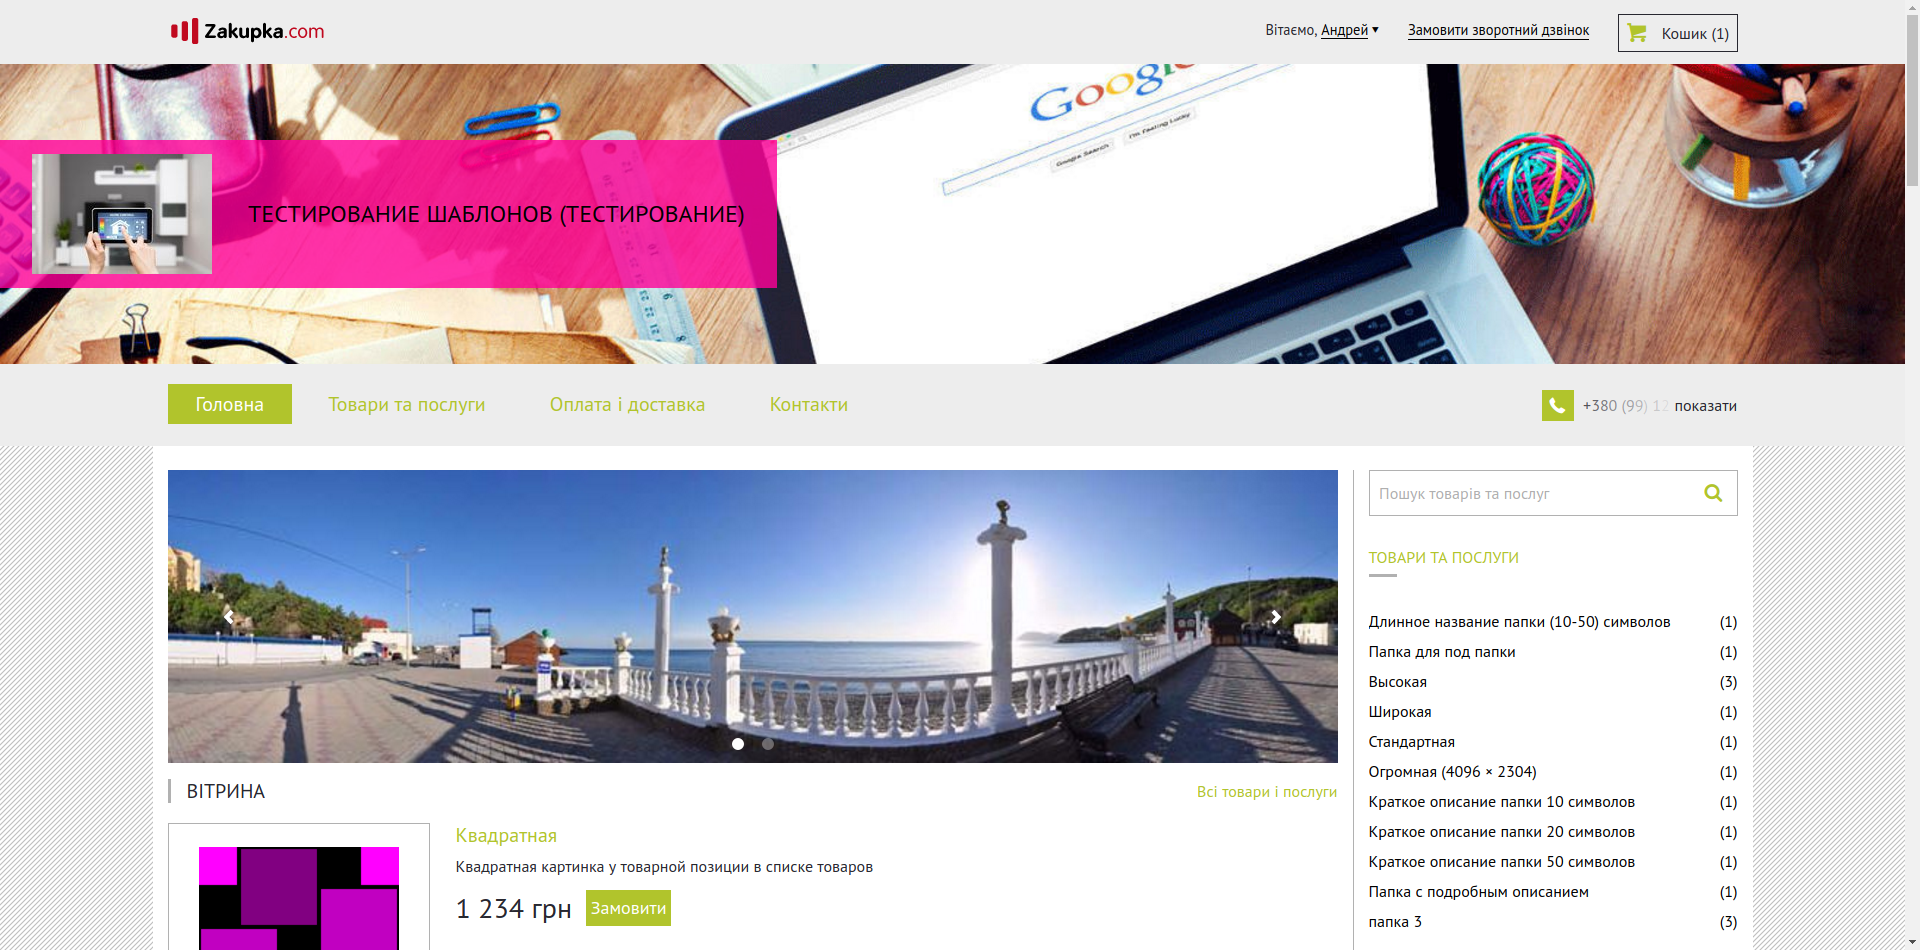 Zakupka.com
Вітаємо, Андрей ▾
Замовити зворотний дзвінок
Кошик (1)
Google
Google Search
I'm Feeling Lucky
ТЕСТИРОВАНИЕ ШАБЛОНОВ (ТЕСТИРОВАНИЕ)
Головна
Товари та послуги
Оплата і доставка
Контакти
+380 (99) 12 показати
Пошук товарів та послуг
ТОВАРИ ТА ПОСЛУГИ
Длинное название папки (10-50) символов (1)
Папка для под папки (1)
Высокая (3)
Широкая (1)
Стандартная (1)
Огромная (4096 × 2304) (1)
Краткое описание папки 10 символов (1)
Краткое описание папки 20 символов (1)
Краткое описание папки 50 символов (1)
Папка с подробным описанием (1)
папка 3 (3)
ВІТРИНА
Всі товари і послуги
Квадратная
Квадратная картинка у товарной позиции в списке товаров
1 234 грн
Замовити